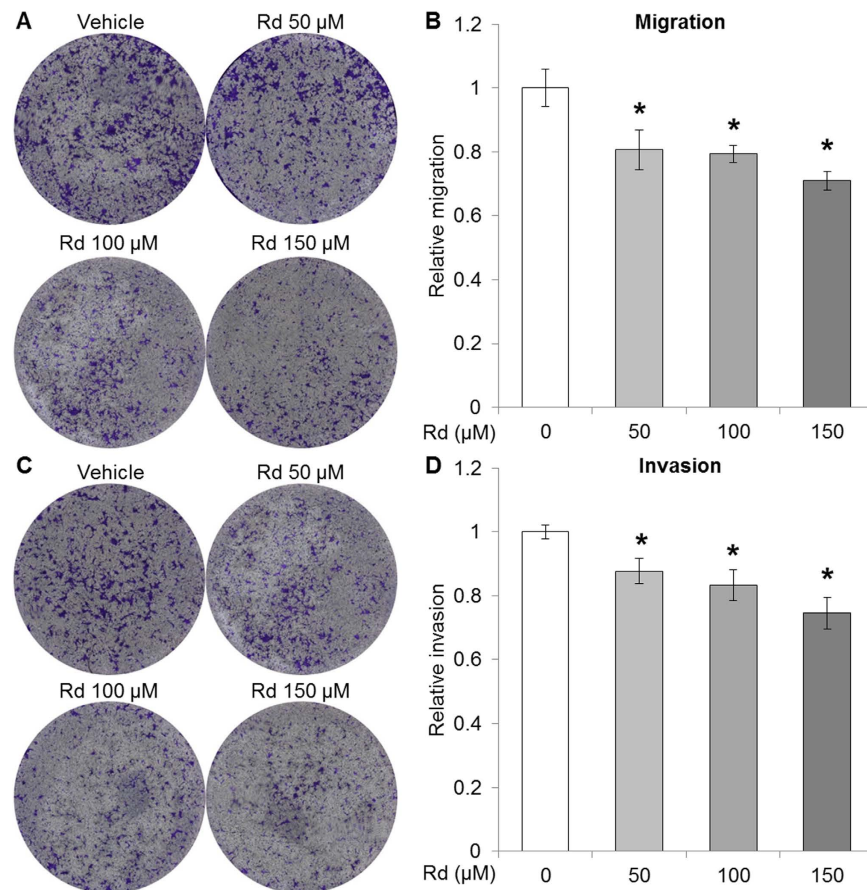 A
Vehicle
Rd 50 µM
Rd 100 µM
Rd 150 µM
B
Migration
Relative migration
1.2
1
0.8
0.6
0.4
0.2
0
Rd (µM) 0 50 100 150
*
*
*
C
Vehicle
Rd 50 µM
Rd 100 µM
Rd 150 µM
D
Invasion
Relative invasion
1.2
1
0.8
0.6
0.4
0.2
0
Rd (µM) 0 50 100 150
*
*
*